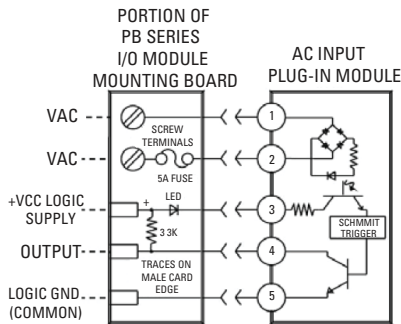 PORTION OF
PB SERIES
I/O MODULE
MOUNTING BOARD
AC INPUT
PLUG-IN MODULE
VAC
SCREW
TERMINALS
1
VAC
5A FUSE
2
+VCC LOGIC
SUPPLY
+
LED
3
3 3K
SCHMMIT
TRIGGER
OUTPUT
4
TRACES ON
MALE CARD
EDGE
LOGIC GND
(COMMON)
5